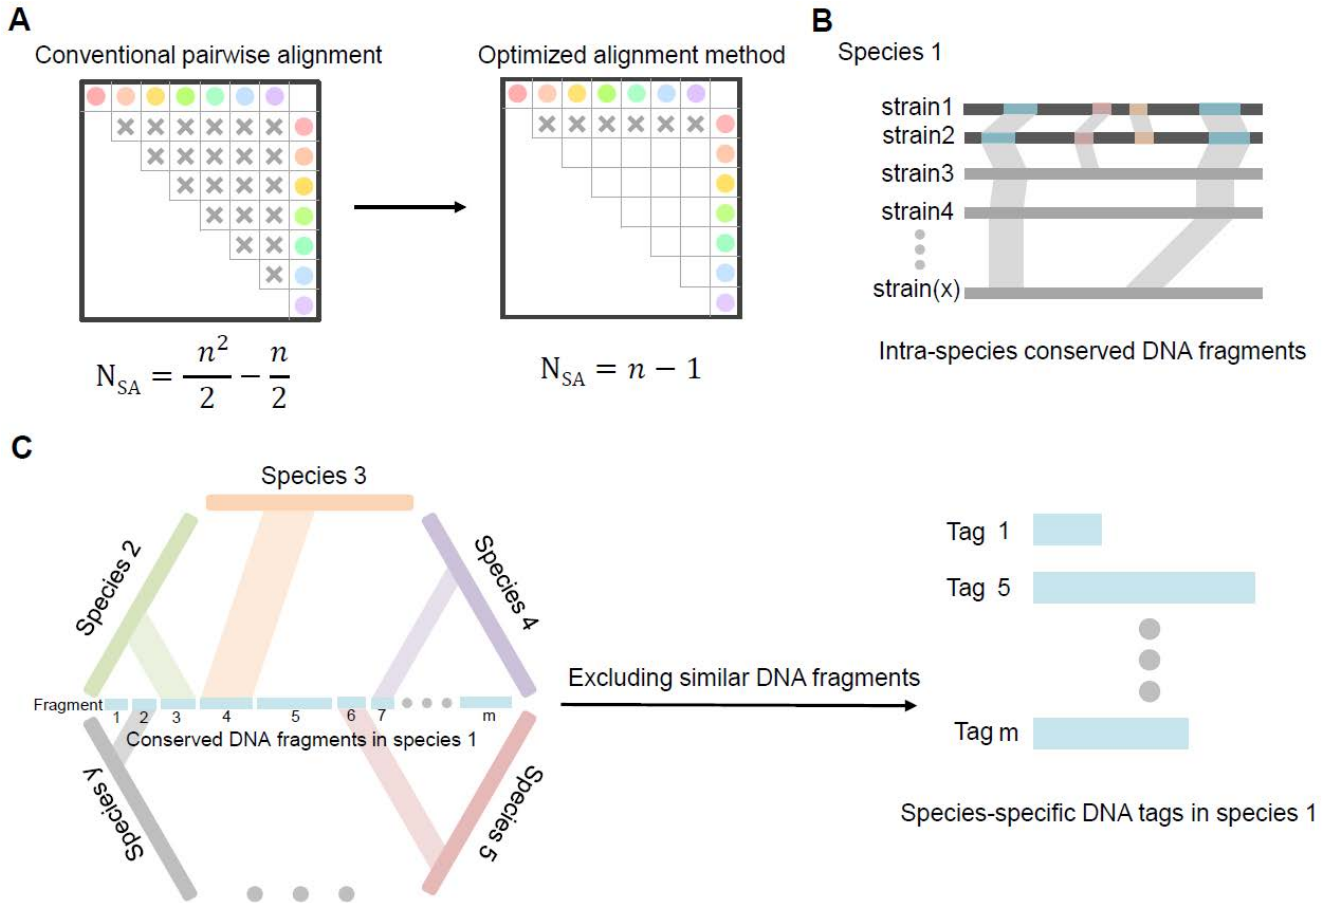 A
Conventional pairwise alignment
Optimized alignment method
N_SA = n²/2 − n/2
N_SA = n − 1
B
Species 1
strain1
strain2
strain3
strain4
strain(x)
Intra-species conserved DNA fragments
C
Species 3
Species 2
Species 4
Fragment
1 2 3 4 5 6 7 m
Conserved DNA fragments in species 1
Species y
Species 5
Excluding similar DNA fragments
Tag 1
Tag 5
Tag m
Species-specific DNA tags in species 1